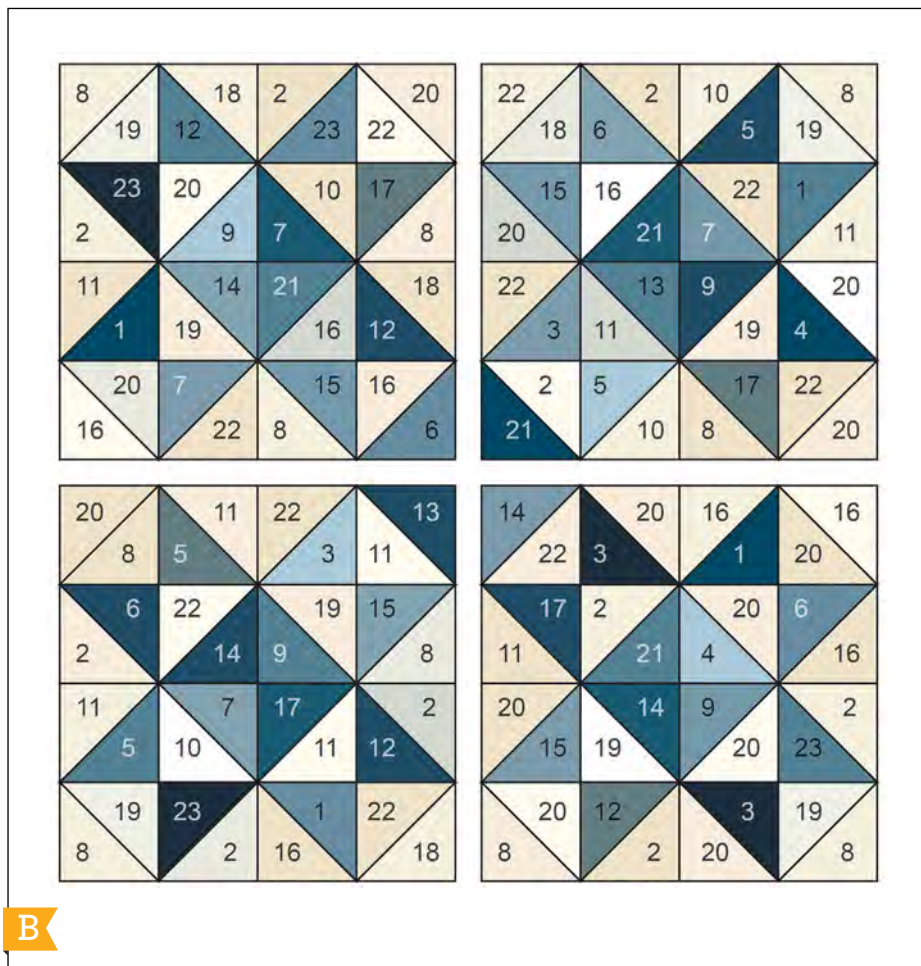 8 18 2 20
19 12 23 22
23 20 10 17
2 9 7 8
11 14 21 18
1 19 16 12
20 7 15 16
16 22 8 6
22 2 10 8
18 6 5 19
15 16 22 1
20 21 7 11
22 13 9 20
3 11 19 4
2 5 17 22
21 10 8 20
20 11 22 13
8 5 3 11
6 22 19 15
2 14 9 8
11 7 17 2
5 10 11 12
19 23 1 22
8 2 16 18
14 20 16 16
22 3 1 20
17 2 20 6
11 21 4 16
20 14 9 2
15 19 20 23
20 12 3 19
8 2 20 8
B